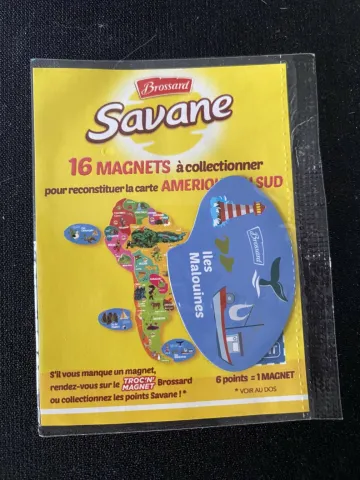 Brossard
Savane
16 MAGNETS à collectionner
pour reconstituer la carte AMERIQUE SUD
Brossard
Iles
Malouines
S'il vous manque un magnet,
rendez-vous sur le TROC'N' MAGNET Brossard
ou collectionnez les points Savane ! *
6 points = 1 MAGNET
* VOIR AU DOS